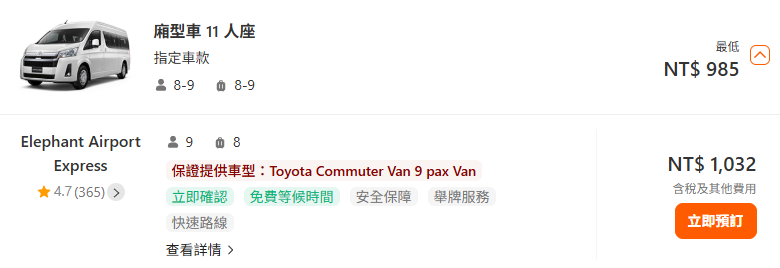 廂型車 11 人座
指定車款
8-9 8-9
最低
NT$ 985
Elephant Airport
Express
4.7 (365)
9 8
保證提供車型：Toyota Commuter Van 9 pax Van
立即確認 免費等候時間 安全保障 舉牌服務
快速路線
查看詳情
NT$ 1,032
含稅及其他費用
立即預訂